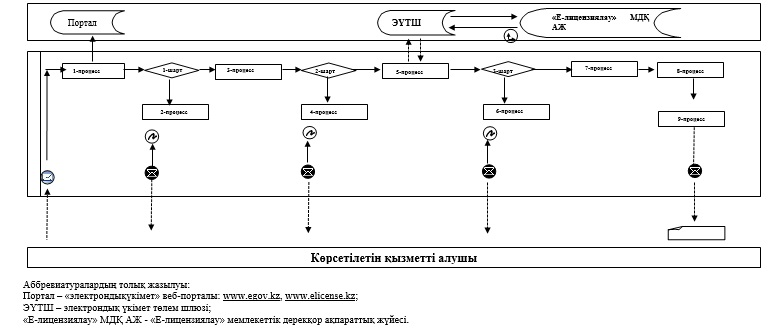 Портал
ЭҮТШ
«Е-лицензиялау» МДҚ
АЖ
1-процесс
1-шарт
3-процесс
2-шарт
5-процесс
3-шарт
7-процесс
8-процесс
2-процесс
4-процесс
6-процесс
9-процесс
Көрсетілетін қызметті алушы
Аббревиатуралардың толық жазылуы:
Портал – «электрондықүкімет» веб-порталы: www.egov.kz, www.elicense.kz;
ЭҮТШ – электрондық үкімет төлем шлюзі;
«Е-лицензиялау» МДҚ АЖ - «Е-лицензиялау» мемлекеттік дерекқор ақпараттық жүйесі.